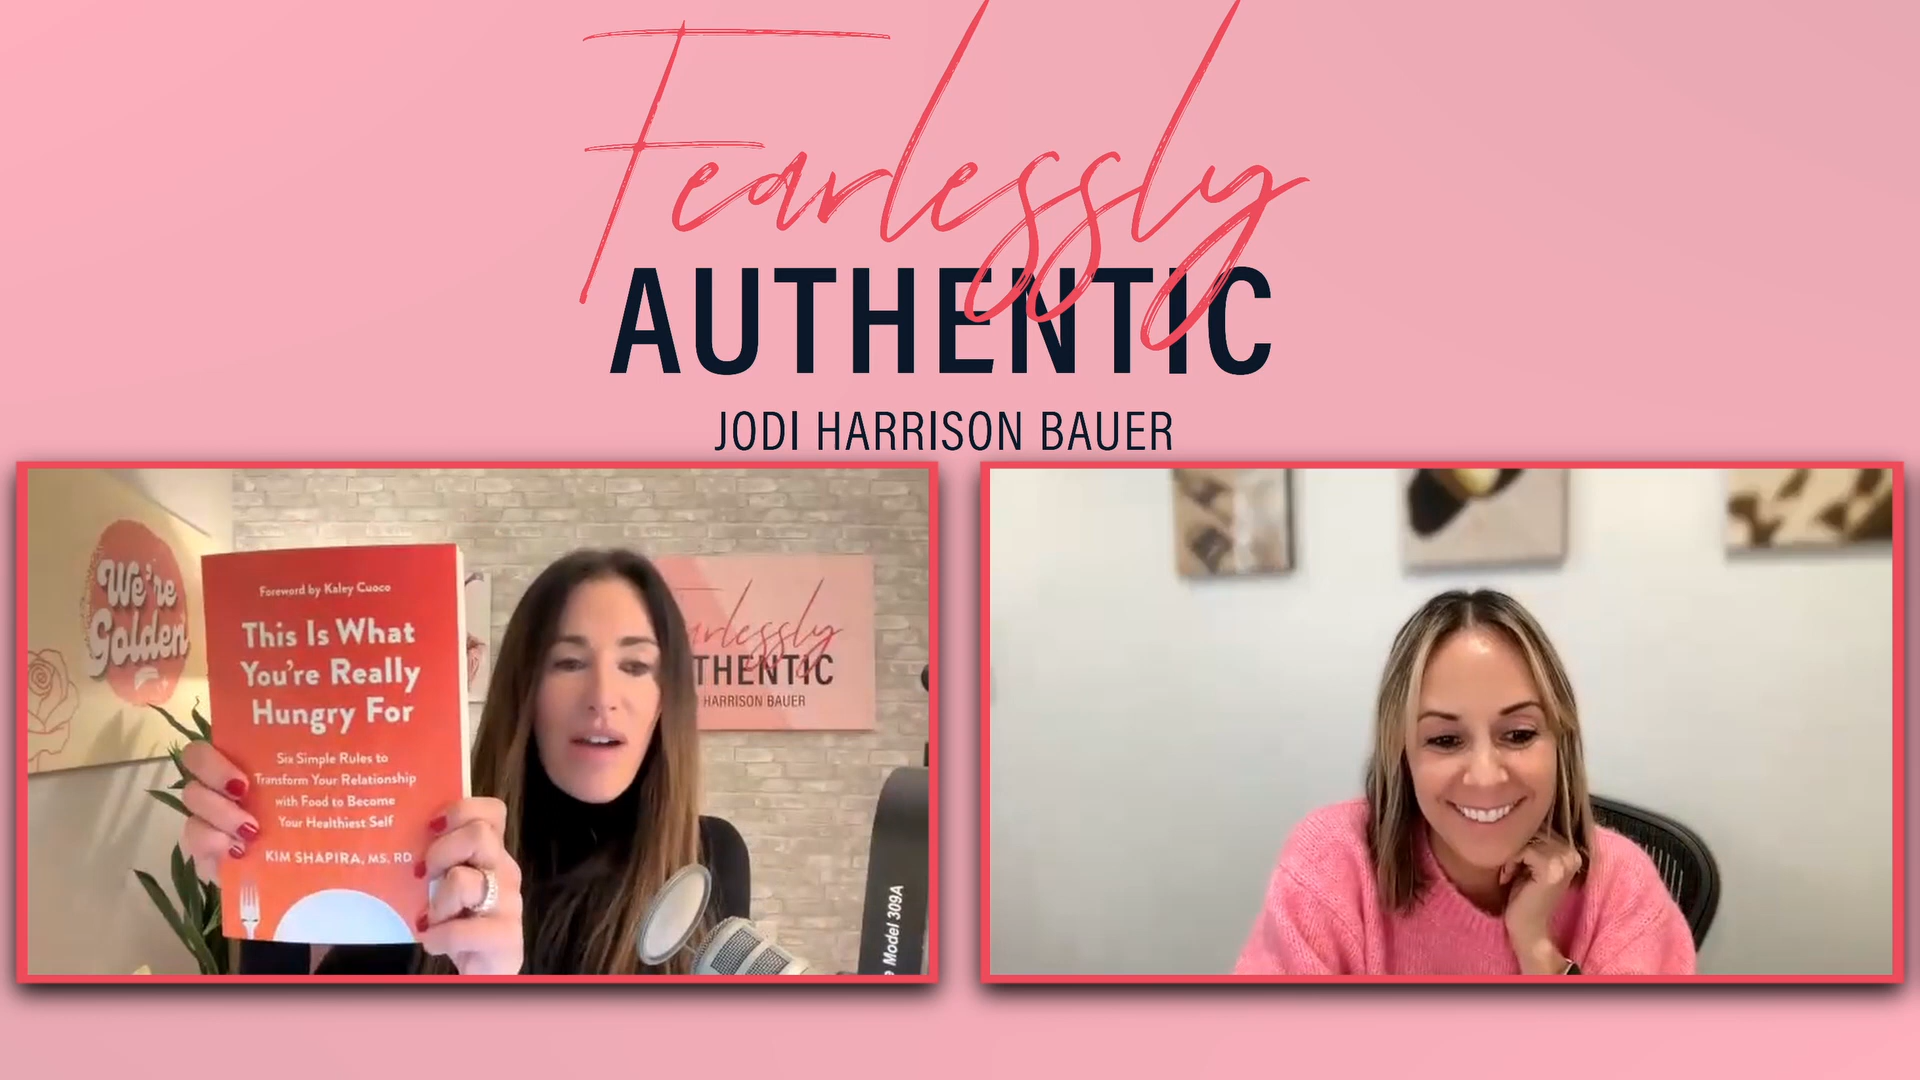 Fearlessly
AUTHENTIC
JODI HARRISON BAUER
We're
Golden
Foreword by Kaley Cuoco
This Is What
You're Really
Hungry For
Six Simple Rules to
Transform Your Relationship
with Food to Become
Your Healthiest Self
KIM SHAPIRA, MS, RD
arlessly
THENTIC
HARRISON BAUER
Model 309A